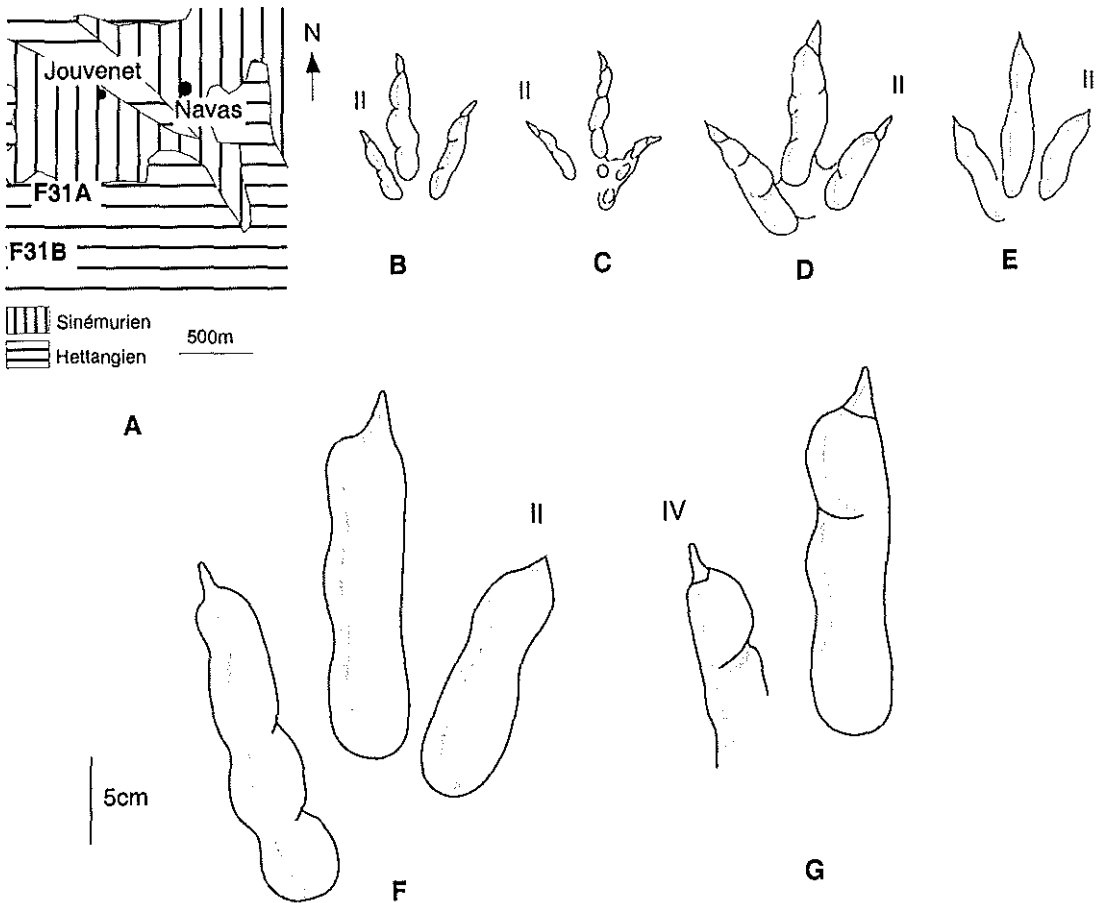 Jouvenet
Navas
F31A
F31B
Sinémurien
Hettangien
500m
A
N
II
B
II
C
II
D
II
E
II
5cm
F
IV
G